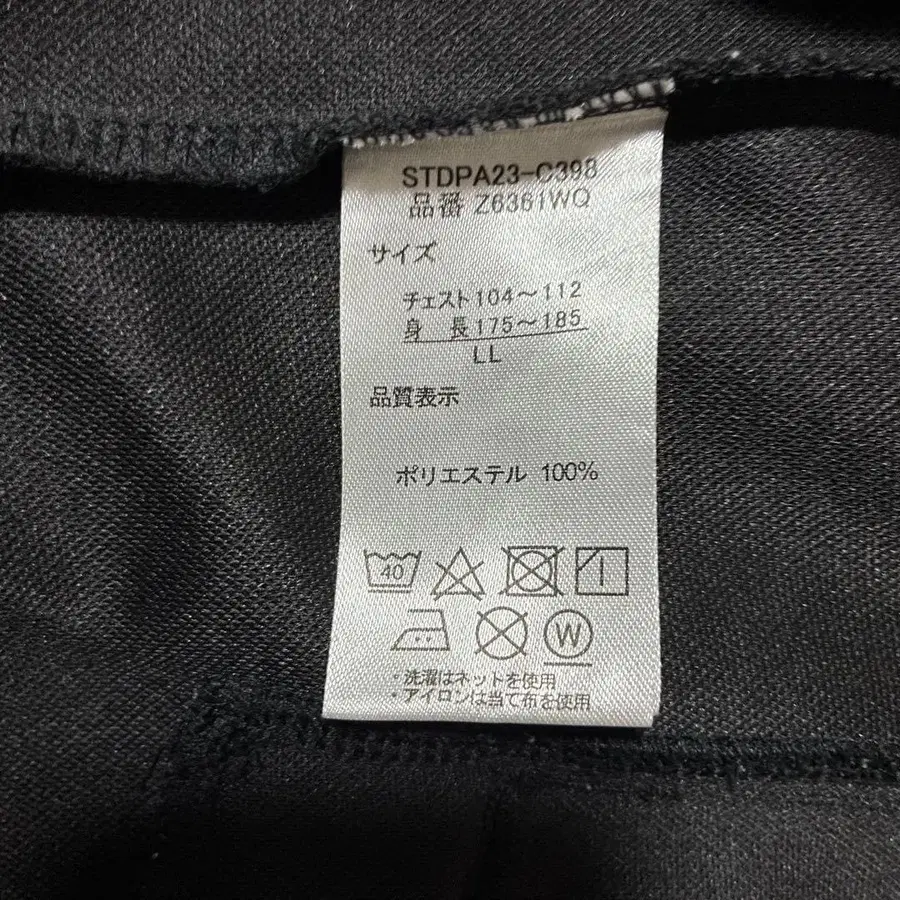 STDPA23-C398
品番 Z6361WQ
サイズ
チェスト104～112
身 長175～185
LL
品質表示
ポリエステル 100%
40
W
・洗濯はネットを使用
・アイロンは当て布を使用